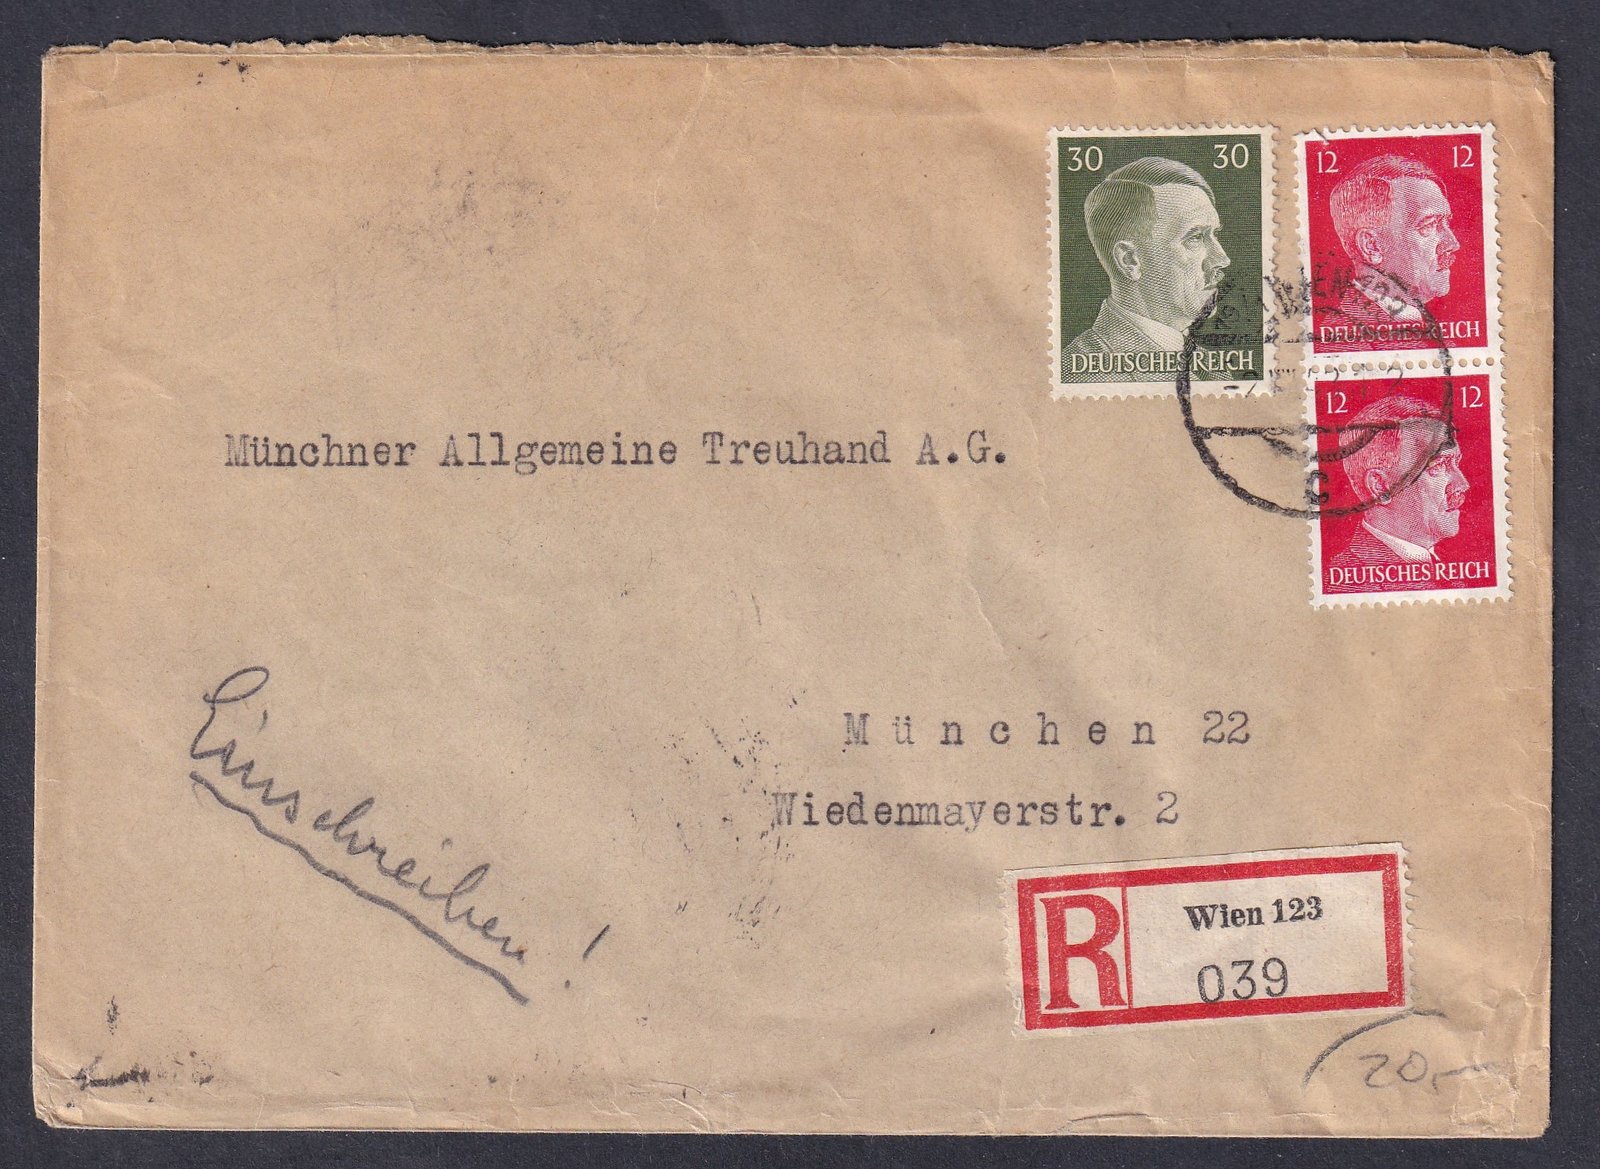 30 30
DEUTSCHES REICH
12 12
DEUTSCHES REICH
12 12
DEUTSCHES REICH
C
Münchner Allgemeine Treuhand A.G.
München 22
Wiedenmayerstr. 2
Einschreiben!
R
Wien 123
039
20,-